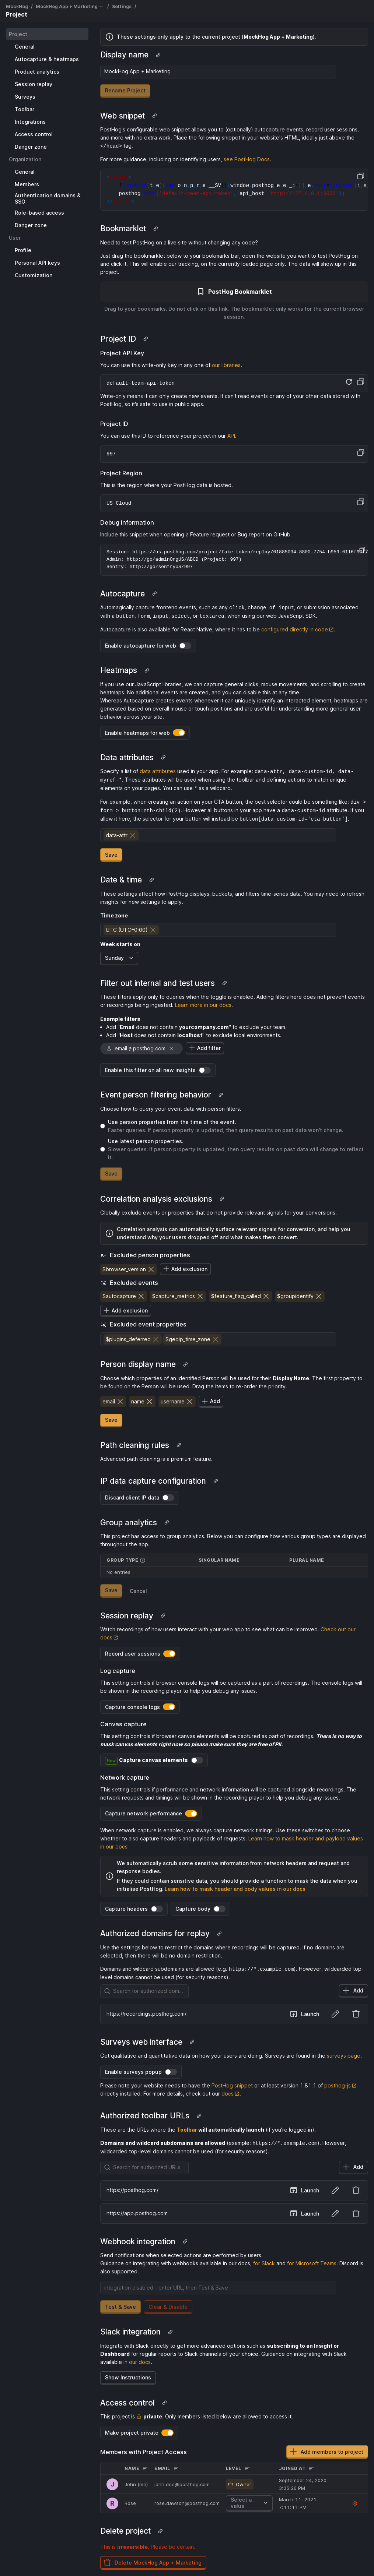 MockHog / MockHog App + Marketing / Settings /
Project
Project
General
Autocapture & heatmaps
Product analytics
Session replay
Surveys
Toolbar
Integrations
Access control
Danger zone
Organization
General
Members
Authentication domains &
SSO
Role-based access
Danger zone
User
Profile
Personal API keys
Customization
These settings only apply to the current project (MockHog App + Marketing).
Display name
MockHog App + Marketing
Rename Project
Web snippet
PostHog's configurable web snippet allows you to (optionally) autocapture events, record user sessions,
and more with no extra work. Place the following snippet in your website's HTML, ideally just above the
</head> tag.
For more guidance, including on identifying users, see PostHog Docs.
Bookmarklet
Need to test PostHog on a live site without changing any code?
Just drag the bookmarklet below to your bookmarks bar, open the website you want to test PostHog on
and click it. This will enable our tracking, on the currently loaded page only. The data will show up in this
project.
PostHog Bookmarklet
Drag to your bookmarks. Do not click on this link. The bookmarklet only works for the current browser
session.
Project ID
Project API Key
You can use this write-only key in any one of our libraries.
default-team-api-token
Write-only means it can only create new events. It can't read events or any of your other data stored with
PostHog, so it's safe to use in public apps.
Project ID
You can use this ID to reference your project in our API.
997
Project Region
This is the region where your PostHog data is hosted.
US Cloud
Debug information
Include this snippet when opening a Feature request or Bug report on GitHub.
Admin: http://go/adminOrgUS/ABCD (Project: 997)
Sentry: http://go/sentryUS/997
Autocapture
Automagically capture frontend events, such as any click, change of input, or submission associated
with a button, form, input, select, or textarea, when using our web JavaScript SDK.
Autocapture is also available for React Native, where it has to be configured directly in code.
Enable autocapture for web
Heatmaps
If you use our JavaScript libraries, we can capture general clicks, mouse movements, and scrolling to create
heatmaps. No additional events are created, and you can disable this at any time.
Whereas Autocapture creates events whenever it can uniquely identify an interacted element, heatmaps are
generated based on overall mouse or touch positions and are useful for understanding more general user
behavior across your site.
Enable heatmaps for web
Data attributes
Specify a list of data attributes used in your app. For example: data-attr, data-custom-id, data-
myref-*. These attributes will be used when using the toolbar and defining actions to match unique
elements on your pages. You can use * as a wildcard.
For example, when creating an action on your CTA button, the best selector could be something like: div >
form > button:nth-child(2). However all buttons in your app have a data-custom-id attribute. If you
allow it here, the selector for your button will instead be button[data-custom-id='cta-button'].
data-attr
Save
Date & time
These settings affect how PostHog displays, buckets, and filters time-series data. You may need to refresh
insights for new settings to apply.
Time zone
UTC (UTC±0:00)
Week starts on
Sunday
Filter out internal and test users
These filters apply only to queries when the toggle is enabled. Adding filters here does not prevent events
or recordings being ingested. Learn more in our docs.
Example filters
Add "Email does not contain yourcompany.com" to exclude your team.
Add "Host does not contain localhost" to exclude local environments.
email ∌ posthog.com
Add filter
Enable this filter on all new insights
Event person filtering behavior
Choose how to query your event data with person filters.
Use person properties from the time of the event.
Faster queries. If person property is updated, then query results on past data won't change.
Use latest person properties.
Slower queries. If person property is updated, then query results on past data will change to reflect
it.
Save
Correlation analysis exclusions
Globally exclude events or properties that do not provide relevant signals for your conversions.
Correlation analysis can automatically surface relevant signals for conversion, and help you
understand why your users dropped off and what makes them convert.
Excluded person properties
$browser_version
Add exclusion
Excluded events
$autocapture $capture_metrics $feature_flag_called $groupidentify
Add exclusion
Excluded event properties
$plugins_deferred $geoip_time_zone
Person display name
Choose which properties of an identified Person will be used for their Display Name. The first property to
be found on the Person will be used. Drag the items to re-order the priority.
email name username Add
Save
Path cleaning rules
Advanced path cleaning is a premium feature.
IP data capture configuration
Discard client IP data
Group analytics
This project has access to group analytics. Below you can configure how various group types are displayed
throughout the app.
GROUP TYPE SINGULAR NAME PLURAL NAME
No entries
Save Cancel
Session replay
Watch recordings of how users interact with your web app to see what can be improved. Check out our
docs
Record user sessions
Log capture
This setting controls if browser console logs will be captured as a part of recordings. The console logs will
be shown in the recording player to help you debug any issues.
Capture console logs
Canvas capture
This setting controls if browser canvas elements will be captured as part of recordings. There is no way to
mask canvas elements right now so please make sure they are free of PII.
Capture canvas elements
Network capture
This setting controls if performance and network information will be captured alongside recordings. The
network requests and timings will be shown in the recording player to help you debug any issues.
Capture network performance
When network capture is enabled, we always capture network timings. Use these switches to choose
whether to also capture headers and payloads of requests. Learn how to mask header and payload values
in our docs
We automatically scrub some sensitive information from network headers and request and
response bodies.
If they could contain sensitive data, you should provide a function to mask the data when you
initialise PostHog. Learn how to mask header and body values in our docs
Capture headers Capture body
Authorized domains for replay
Use the settings below to restrict the domains where recordings will be captured. If no domains are
selected, then there will be no domain restriction.
Domains and wildcard subdomains are allowed (e.g. https://*.example.com). However, wildcarded top-
level domains cannot be used (for security reasons).
Search for authorized dom... Add
https://recordings.posthog.com/ Launch
Surveys web interface
Get qualitative and quantitative data on how your users are doing. Surveys are found in the surveys page.
Enable surveys popup
Please note your website needs to have the PostHog snippet or at least version 1.81.1 of posthog-js
directly installed. For more details, check out our docs.
Authorized toolbar URLs
These are the URLs where the Toolbar will automatically launch (if you're logged in).
Domains and wildcard subdomains are allowed (example: https://*.example.com). However,
wildcarded top-level domains cannot be used (for security reasons).
Search for authorized URLs Add
https://posthog.com/ Launch
https://app.posthog.com Launch
Webhook integration
Send notifications when selected actions are performed by users.
Guidance on integrating with webhooks available in our docs, for Slack and for Microsoft Teams. Discord is
also supported.
integration disabled - enter URL, then Test & Save
Test & Save Clear & Disable
Slack integration
Integrate with Slack directly to get more advanced options such as subscribing to an Insight or
Dashboard for regular reports to Slack channels of your choice. Guidance on integrating with Slack
available in our docs.
Show Instructions
Access control
This project is private. Only members listed below are allowed to access it.
Make project private
Members with Project Access
Add members to project
NAME EMAIL LEVEL JOINED AT
J John (me) john.doe@posthog.com Owner September 24, 2020
3:05:26 PM
R Rose rose.dawson@posthog.com Select a
value March 11, 2021
7:11:11 PM
Delete project
This is irreversible. Please be certain.
Delete MockHog App + Marketing